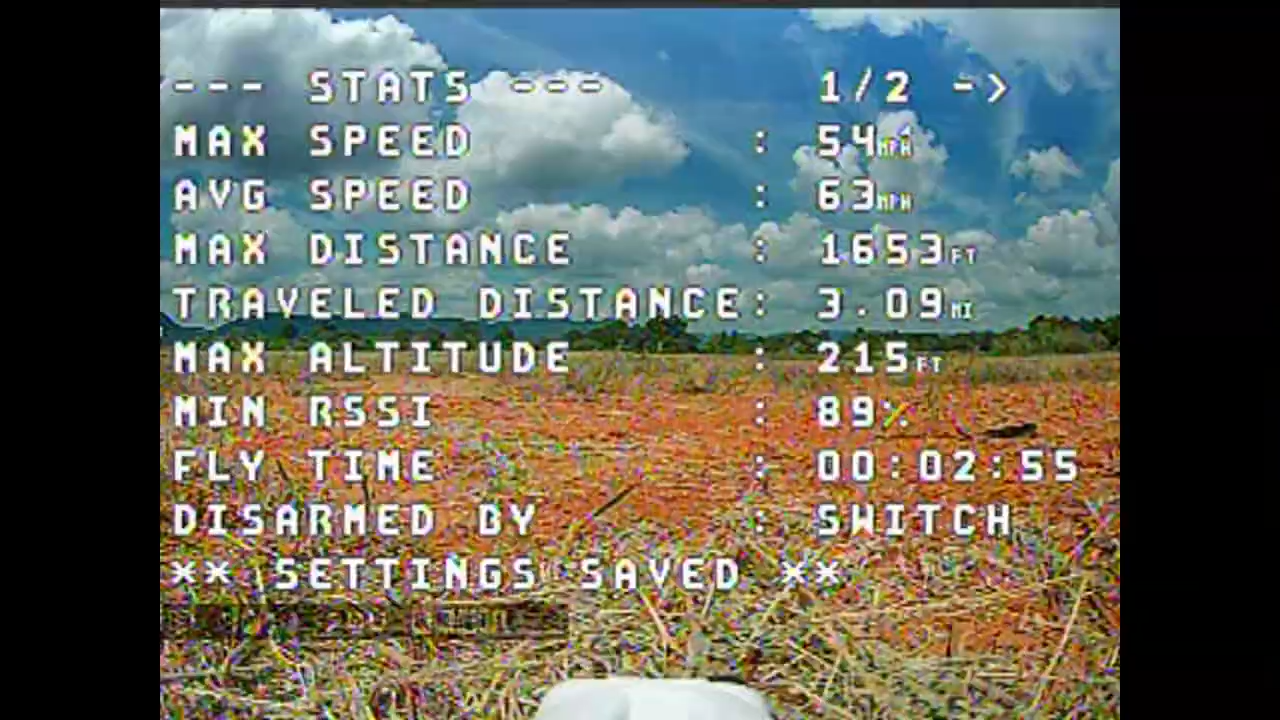 --- STATS --- 1/2 ->
MAX SPEED : 54MPH
AVG SPEED : 63MPH
MAX DISTANCE : 1653FT
TRAVELED DISTANCE: 3.09MI
MAX ALTITUDE : 215FT
MIN RSSI : 89%
FLY TIME : 00:02:55
DISARMED BY : SWITCH
** SETTINGS SAVED **